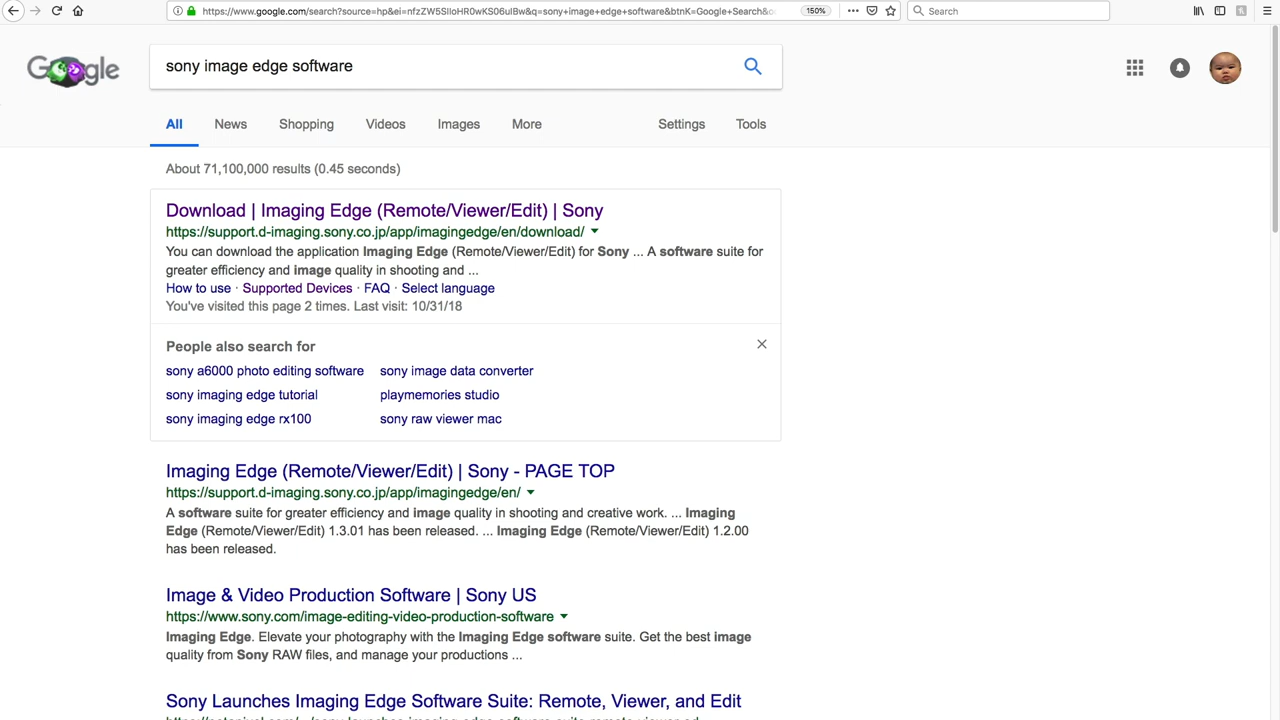 https://www.google.com/search?source=hp&ei=nfzZW5SIIoHR0wKS06uIBw&q=sony+image+edge+software&btnK=Google+Search&
150%
Search
Google
sony image edge software
All
News
Shopping
Videos
Images
More
Settings
Tools
About 71,100,000 results (0.45 seconds)
Download | Imaging Edge (Remote/Viewer/Edit) | Sony
https://support.d-imaging.sony.co.jp/app/imagingedge/en/download/
You can download the application Imaging Edge (Remote/Viewer/Edit) for Sony ... A software suite for
greater efficiency and image quality in shooting and ...
How to use · Supported Devices · FAQ · Select language
You've visited this page 2 times. Last visit: 10/31/18
People also search for
sony a6000 photo editing software
sony image data converter
sony imaging edge tutorial
playmemories studio
sony imaging edge rx100
sony raw viewer mac
Imaging Edge (Remote/Viewer/Edit) | Sony - PAGE TOP
https://support.d-imaging.sony.co.jp/app/imagingedge/en/
A software suite for greater efficiency and image quality in shooting and creative work. ... Imaging
Edge (Remote/Viewer/Edit) 1.3.01 has been released. ... Imaging Edge (Remote/Viewer/Edit) 1.2.00
has been released.
Image & Video Production Software | Sony US
https://www.sony.com/image-editing-video-production-software
Imaging Edge. Elevate your photography with the Imaging Edge software suite. Get the best image
quality from Sony RAW files, and manage your productions ...
Sony Launches Imaging Edge Software Suite: Remote, Viewer, and Edit